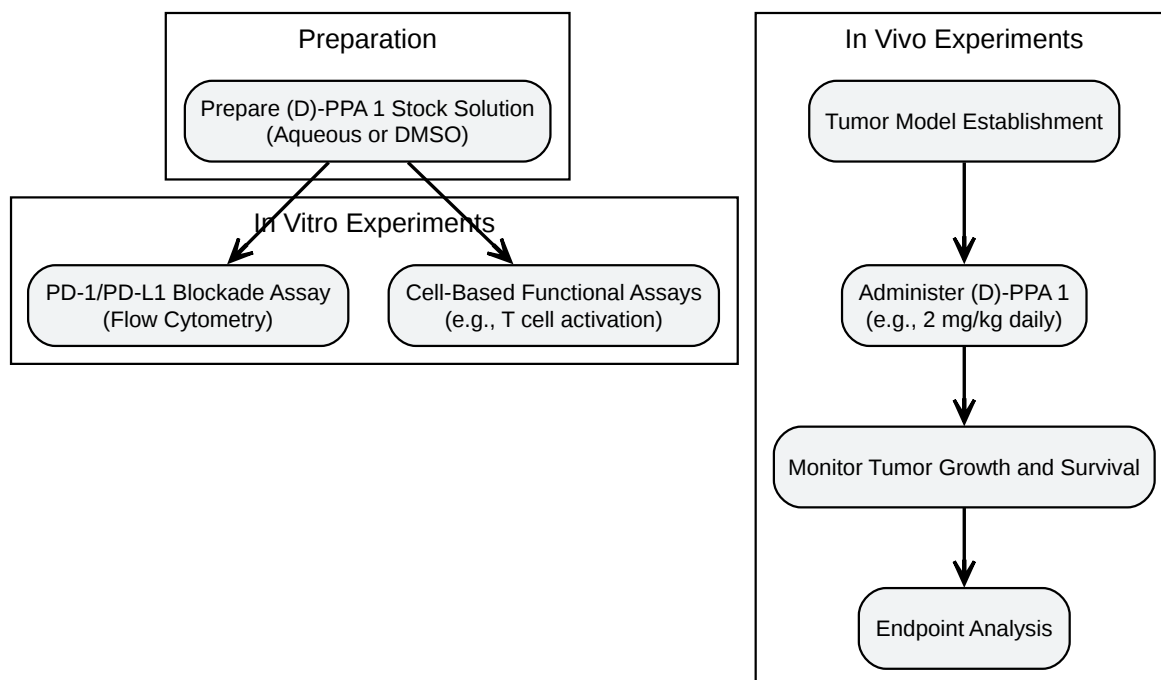 Preparation
Prepare (D)-PPA 1 Stock Solution
(Aqueous or DMSO)
In Vitro Experiments
PD-1/PD-L1 Blockade Assay
(Flow Cytometry)
Cell-Based Functional Assays
(e.g., T cell activation)
In Vivo Experiments
Tumor Model Establishment
Administer (D)-PPA 1
(e.g., 2 mg/kg daily)
Monitor Tumor Growth and Survival
Endpoint Analysis